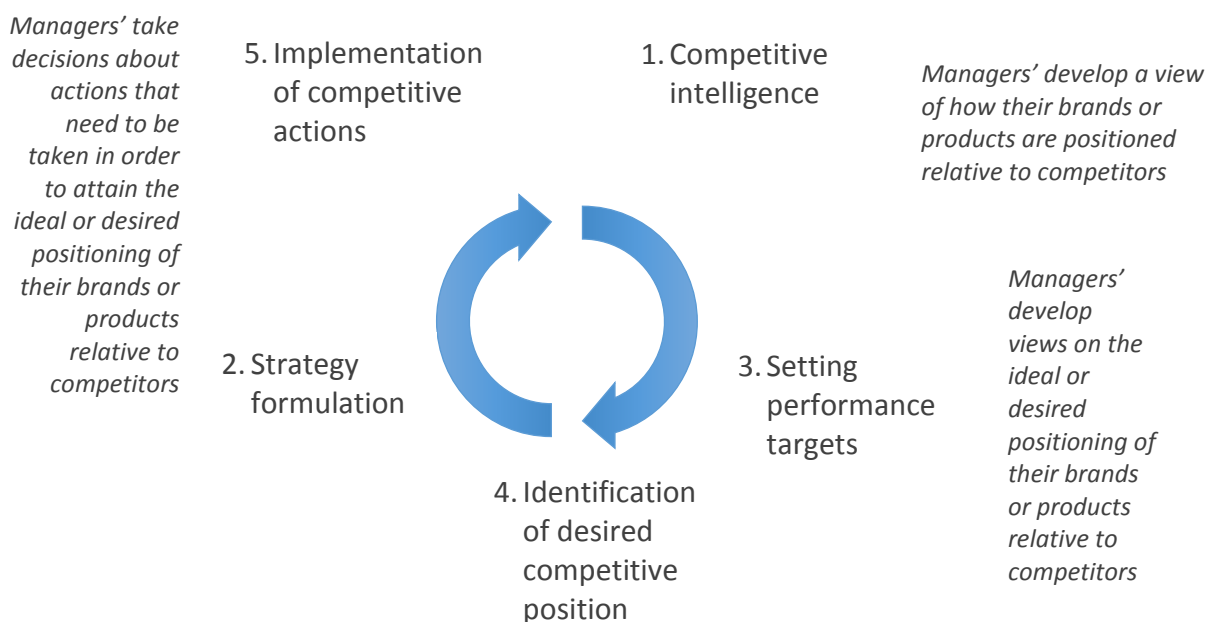 Managers’ take
decisions about
actions that
need to be
taken in order
to attain the
ideal or desired
positioning of
their brands or
products
relative to
competitors
5. Implementation
of competitive
actions
1. Competitive
intelligence
Managers’ develop a view
of how their brands or
products are positioned
relative to competitors
2. Strategy
formulation
3. Setting
performance
targets
Managers’
develop
views on the
ideal or
desired
positioning of
their brands
or products
relative to
competitors
4. Identification
of desired
competitive
position